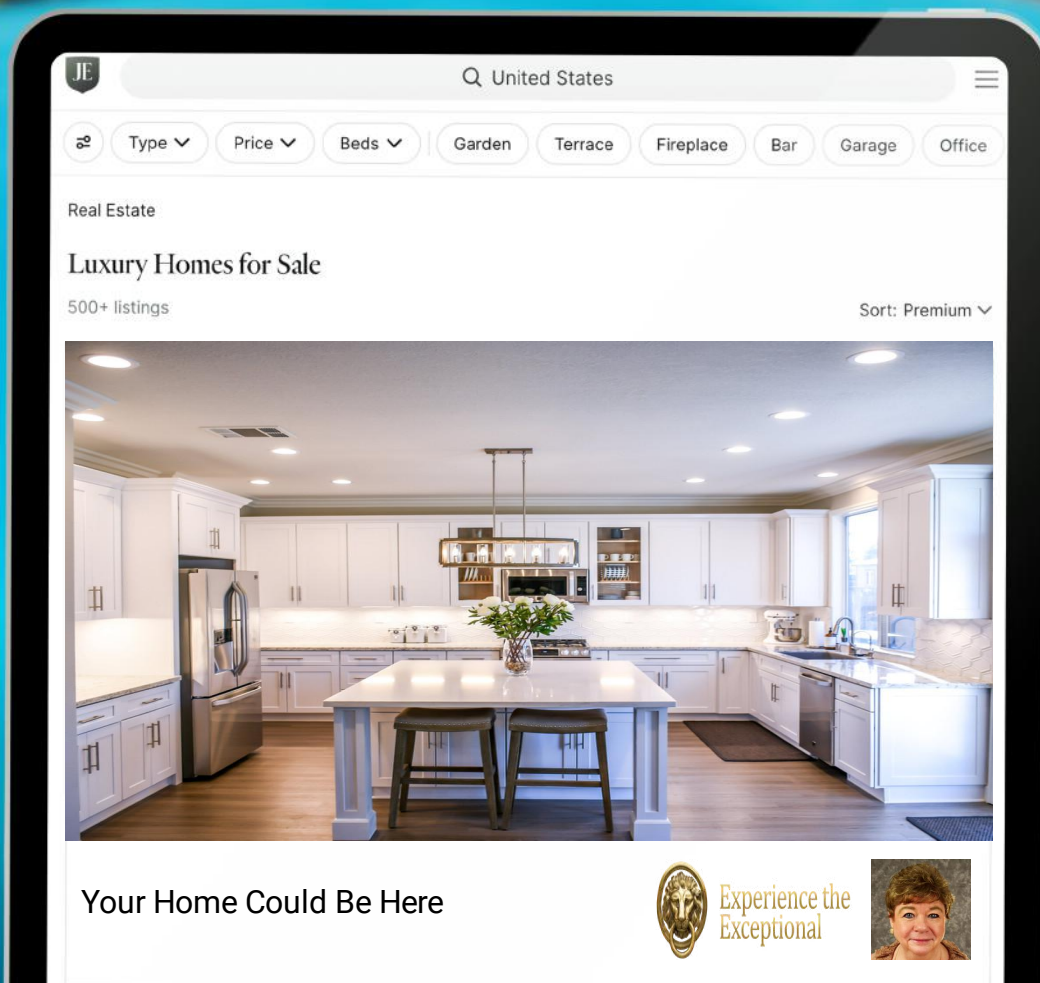 JE
United States
Type
Price
Beds
Garden
Terrace
Fireplace
Bar
Garage
Office
Real Estate
Luxury Homes for Sale
500+ listings
Sort: Premium
Your Home Could Be Here
Experience the
Exceptional